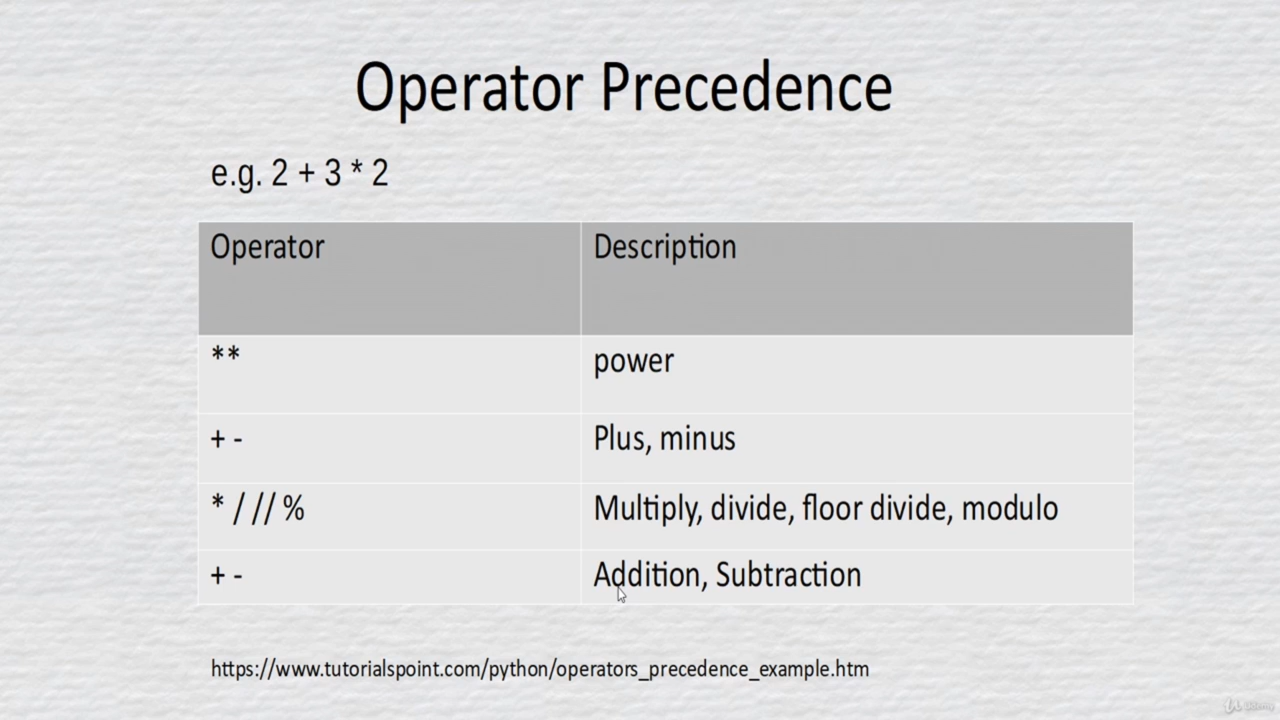 Operator Precedence
e.g. 2 + 3 * 2
Operator Description
** power
+ - Plus, minus
* / // % Multiply, divide, floor divide, modulo
+ - Addition, Subtraction
https://www.tutorialspoint.com/python/operators_precedence_example.htm
Udemy